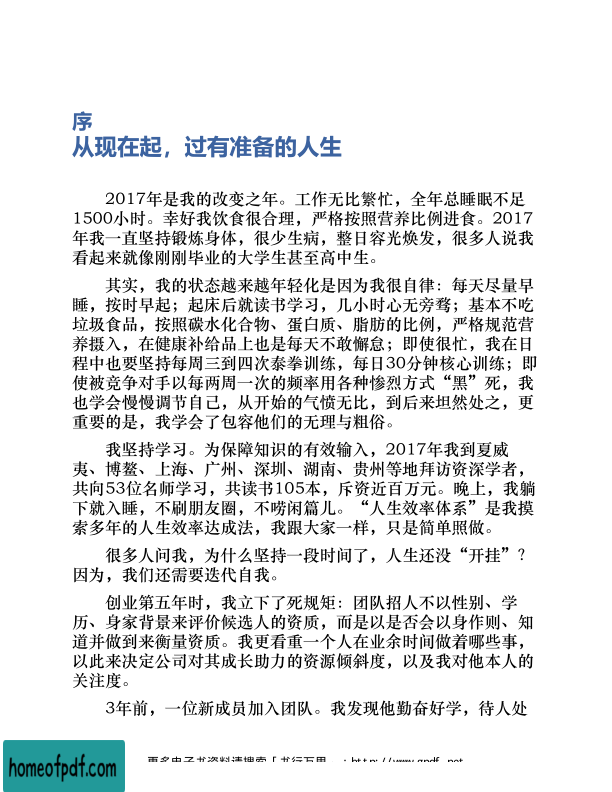 序
从现在起，过有准备的人生
2017年是我的改变之年。工作无比繁忙，全年总睡眠不足
1500小时。幸好我饮食很合理，严格按照营养比例进食。2017
年我一直坚持锻炼身体，很少生病，整日容光焕发，很多人说我
看起来就像刚刚毕业的大学生甚至高中生。
其实，我的状态越来越年轻化是因为我很自律：每天尽量早
睡，按时早起；起床后就读书学习，几小时心无旁骛；基本不吃
垃圾食品，按照碳水化合物、蛋白质、脂肪的比例，严格规范营
养摄入，在健康补给品上也是每天不敢懈怠；即使很忙，我在日
程中也要坚持每周三到四次泰拳训练，每日30分钟核心训练；即
使被竞争对手以每两周一次的频率用各种惨烈方式“黑”死，我
也学会慢慢调节自己，从开始的气愤无比，到后来坦然处之，更
重要的是，我学会了包容他们的无理与粗俗。
我坚持学习。为保障知识的有效输入，2017年我到夏威
夷、博鳌、上海、广州、深圳、湖南、贵州等地拜访资深学者，
共向53位名师学习，共读书105本，斥资近百万元。晚上，我躺
下就入睡，不刷朋友圈，不唠闲篇儿。“人生效率体系”是我摸
索多年的人生效率达成法，我跟大家一样，只是简单照做。
很多人问我，为什么坚持一段时间了，人生还没“开挂”？
因为，我们还需要迭代自我。
创业第五年时，我立下了死规矩：团队招人不以性别、学
历、身家背景来评价候选人的资质，而是以是否会以身作则、知
道并做到来衡量资质。我更看重一个人在业余时间做着哪些事，
以此来决定公司对其成长助力的资源倾斜度，以及我对他本人的
关注度。
3年前，一位新成员加入团队。我发现他勤奋好学，待人处
homeofpdf.com